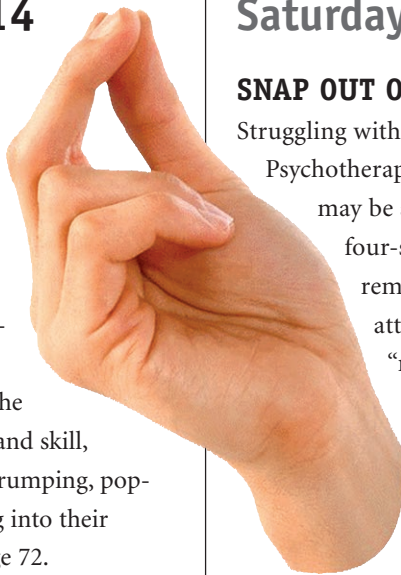 14
he
and skill,
rumping, pop-
g into their
e 72.
Saturday
SNAP OUT O
Struggling with
Psychotherap
may be
four-s
rem
att
"